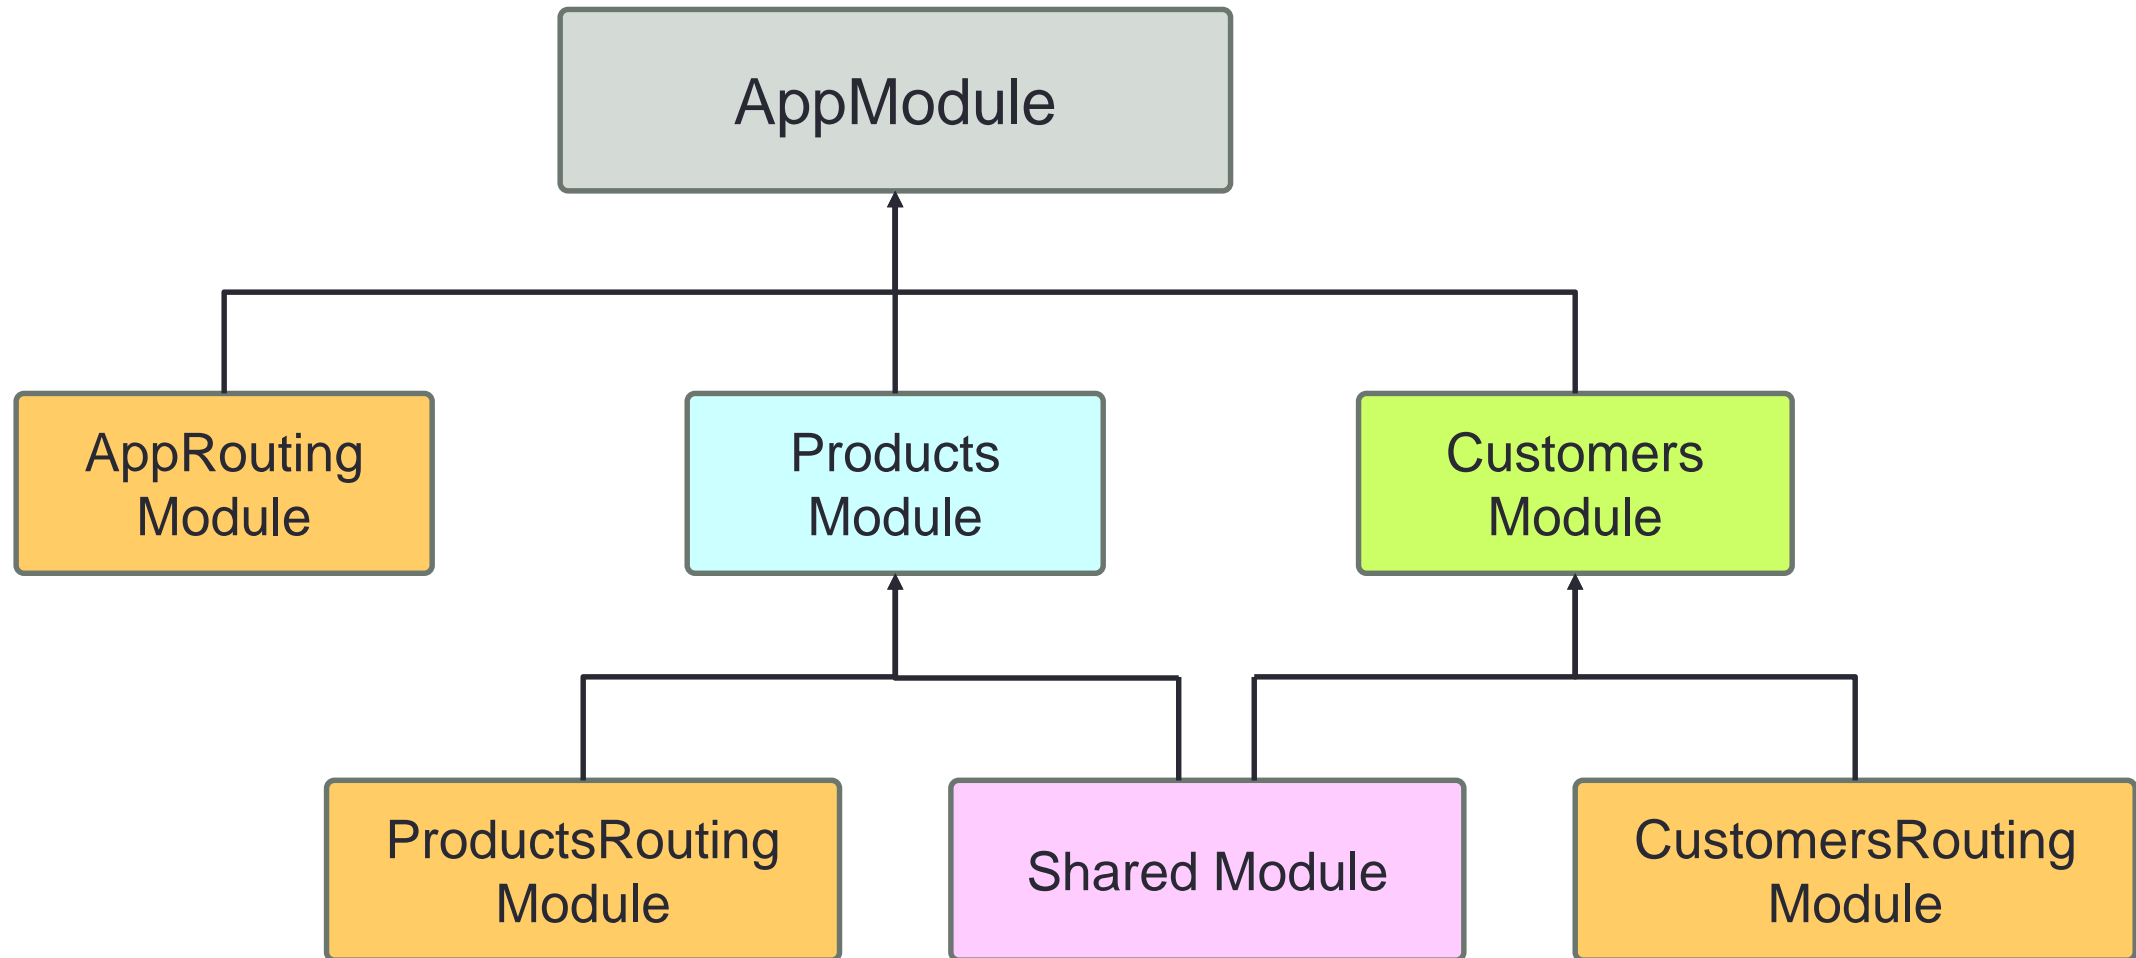 AppModule
AppRouting
Module
Products
Module
Customers
Module
ProductsRouting
Module
Shared Module
CustomersRouting
Module